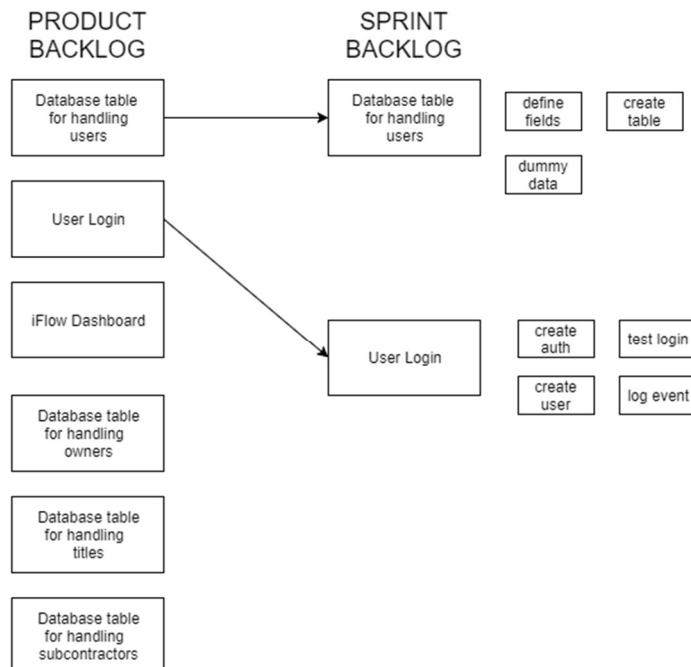 PRODUCT
BACKLOG
Database table
for handling
users
User Login
iFlow Dashboard
Database table
for handling
owners
Database table
for handling
titles
Database table
for handling
subcontractors
SPRINT
BACKLOG
Database table
for handling
users
define
fields
create
table
dummy
data
User Login
create
auth
test login
create
user
log event